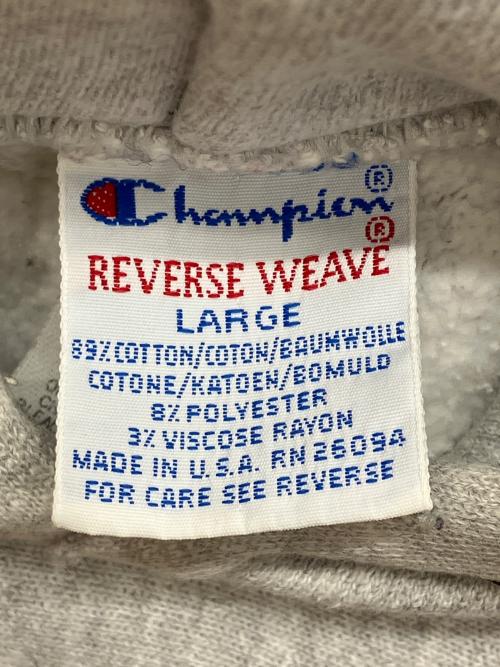 Champion®
®
REVERSE WEAVE
LARGE
89%COTTON/COTON/BAUMWOLLE
COTONE/KATOEN/BOMULD
8% POLYESTER
3% VISCOSE RAYON
MADE IN U.S.A. RN 26094
FOR CARE SEE REVERSE